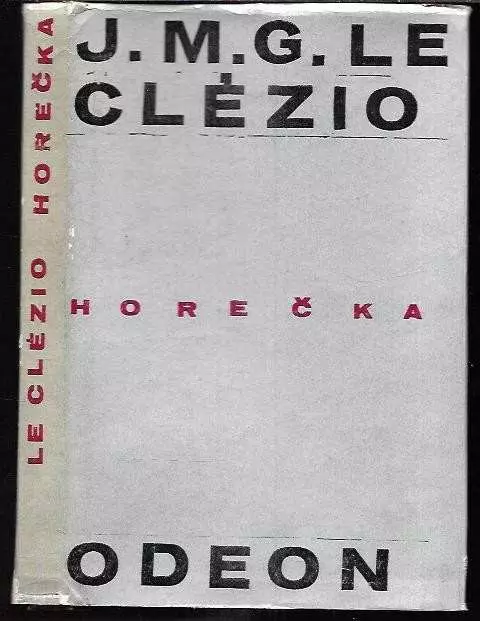 J.M.G. LE
CLÉZIO
HOREČKA
ODEON
LE CLÉZIO HOREČKA